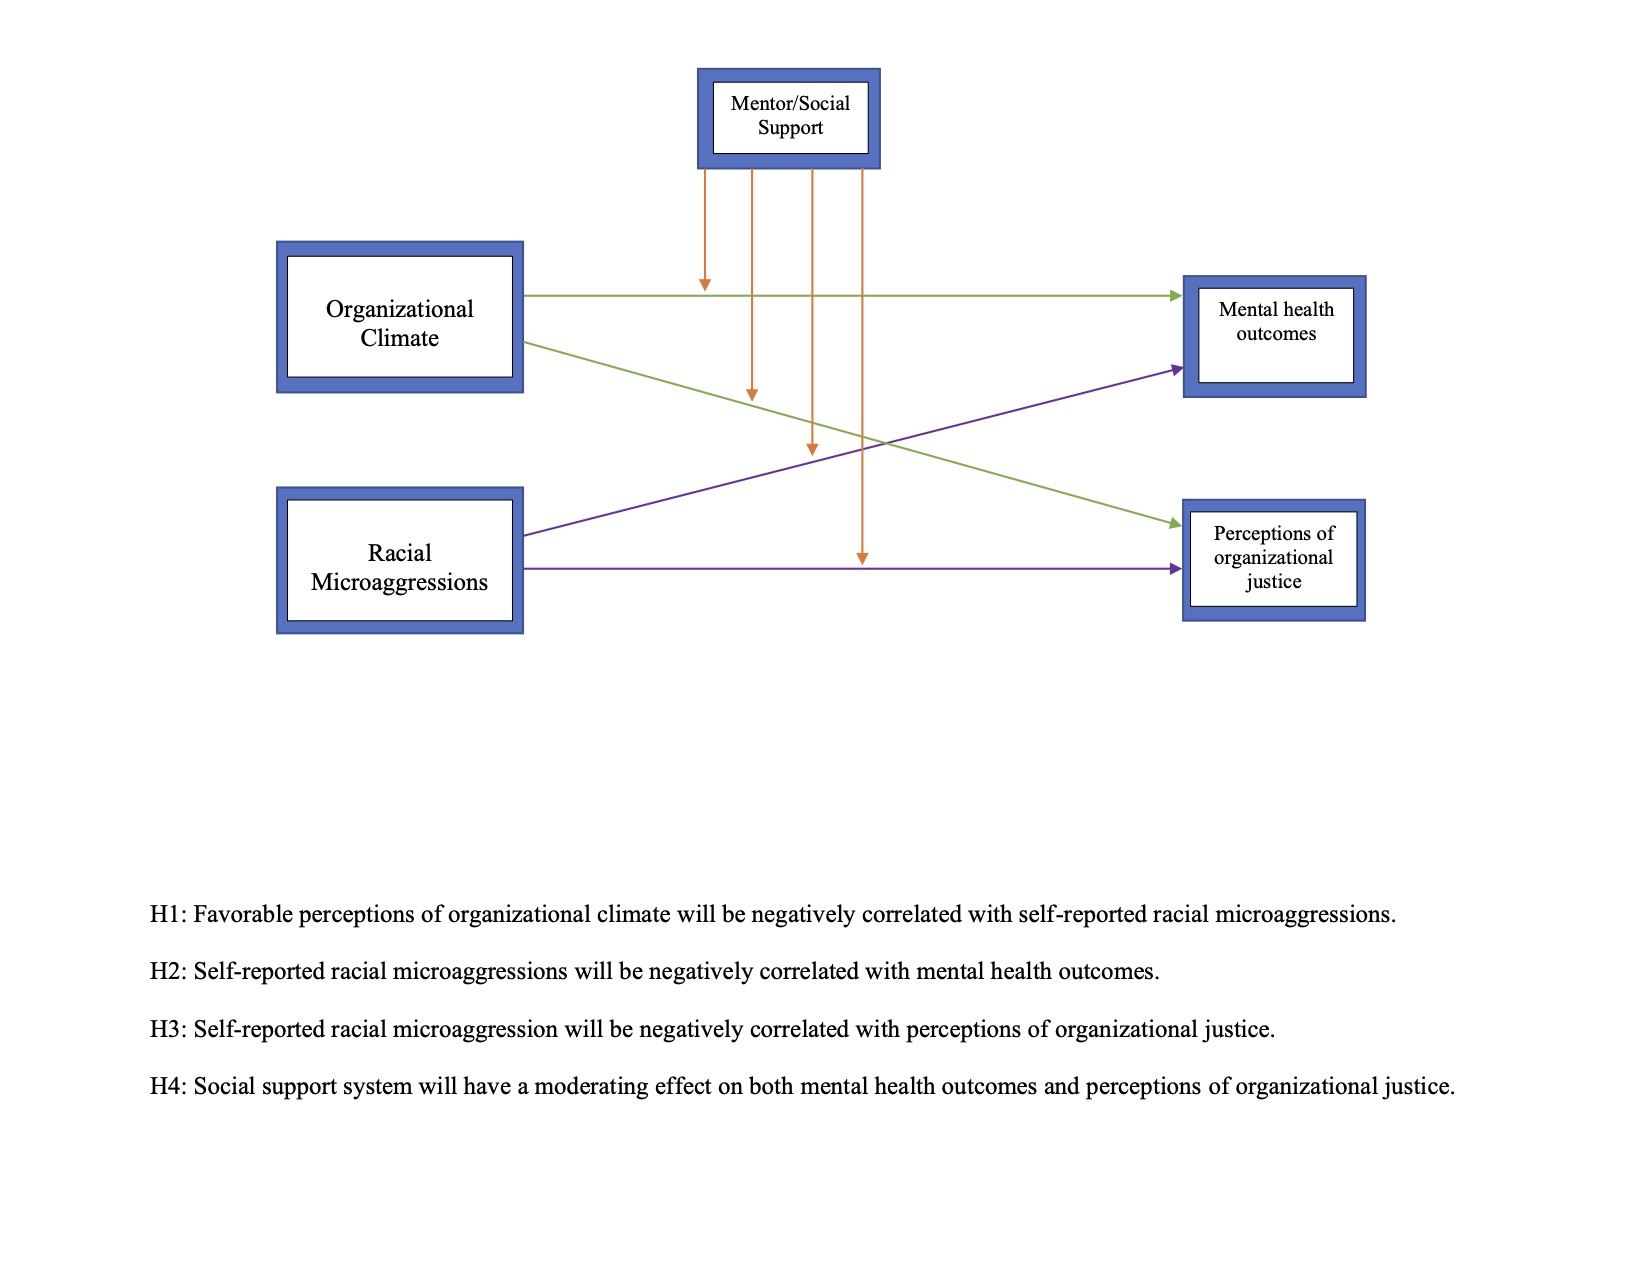 Mentor/Social
Support
Organizational
Climate
Mental health
outcomes
Racial
Microaggressions
Perceptions of
organizational
justice
H1: Favorable perceptions of organizational climate will be negatively correlated with self-reported racial microaggressions.
H2: Self-reported racial microaggressions will be negatively correlated with mental health outcomes.
H3: Self-reported racial microaggression will be negatively correlated with perceptions of organizational justice.
H4: Social support system will have a moderating effect on both mental health outcomes and perceptions of organizational justice.